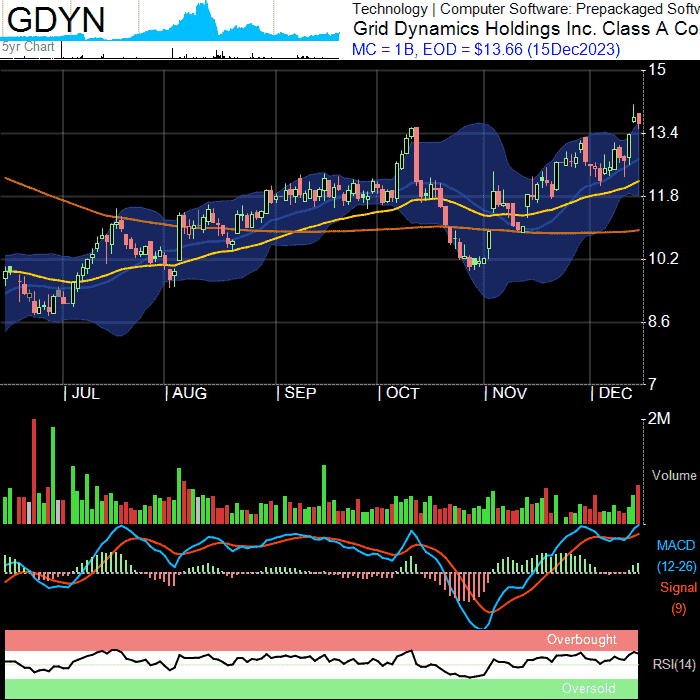 GDYN
5yr Chart
Technology | Computer Software: Prepackaged Softw
Grid Dynamics Holdings Inc. Class A Co
MC = 1B, EOD = $13.66 (15Dec2023)
15
13.4
11.8
10.2
8.6
7
| JUL | AUG | SEP | OCT | NOV | DEC
2M
Volume
MACD
(12-26)
Signal
(9)
Overbought
RSI(14)
Oversold